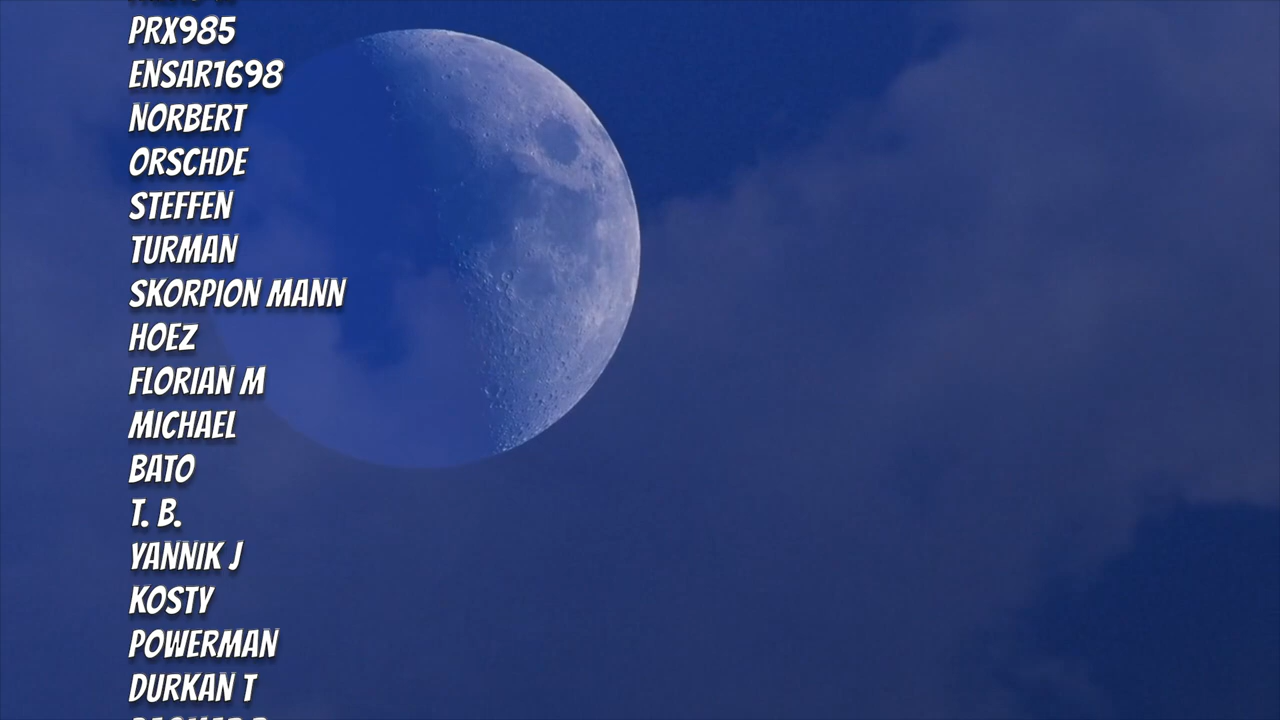 PRX985
ENSAR1698
NORBERT
ORSCHDE
STEFFEN
TURMAN
SKORPION MANN
HOEZ
FLORIAN M
MICHAEL
BATO
T. B.
YANNIK J
KOSTY
POWERMAN
DURKAN T